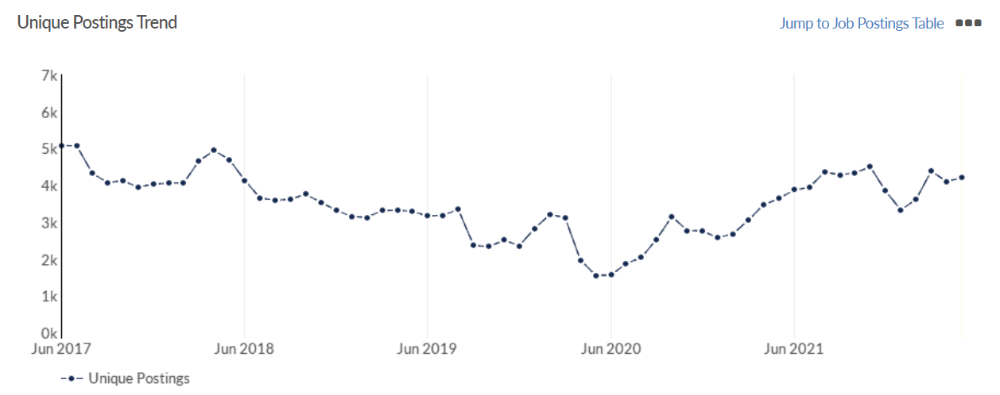 Unique Postings Trend
Jump to Job Postings Table
7k
6k
5k
4k
3k
2k
1k
0k
Jun 2017 Jun 2018 Jun 2019 Jun 2020 Jun 2021
Unique Postings